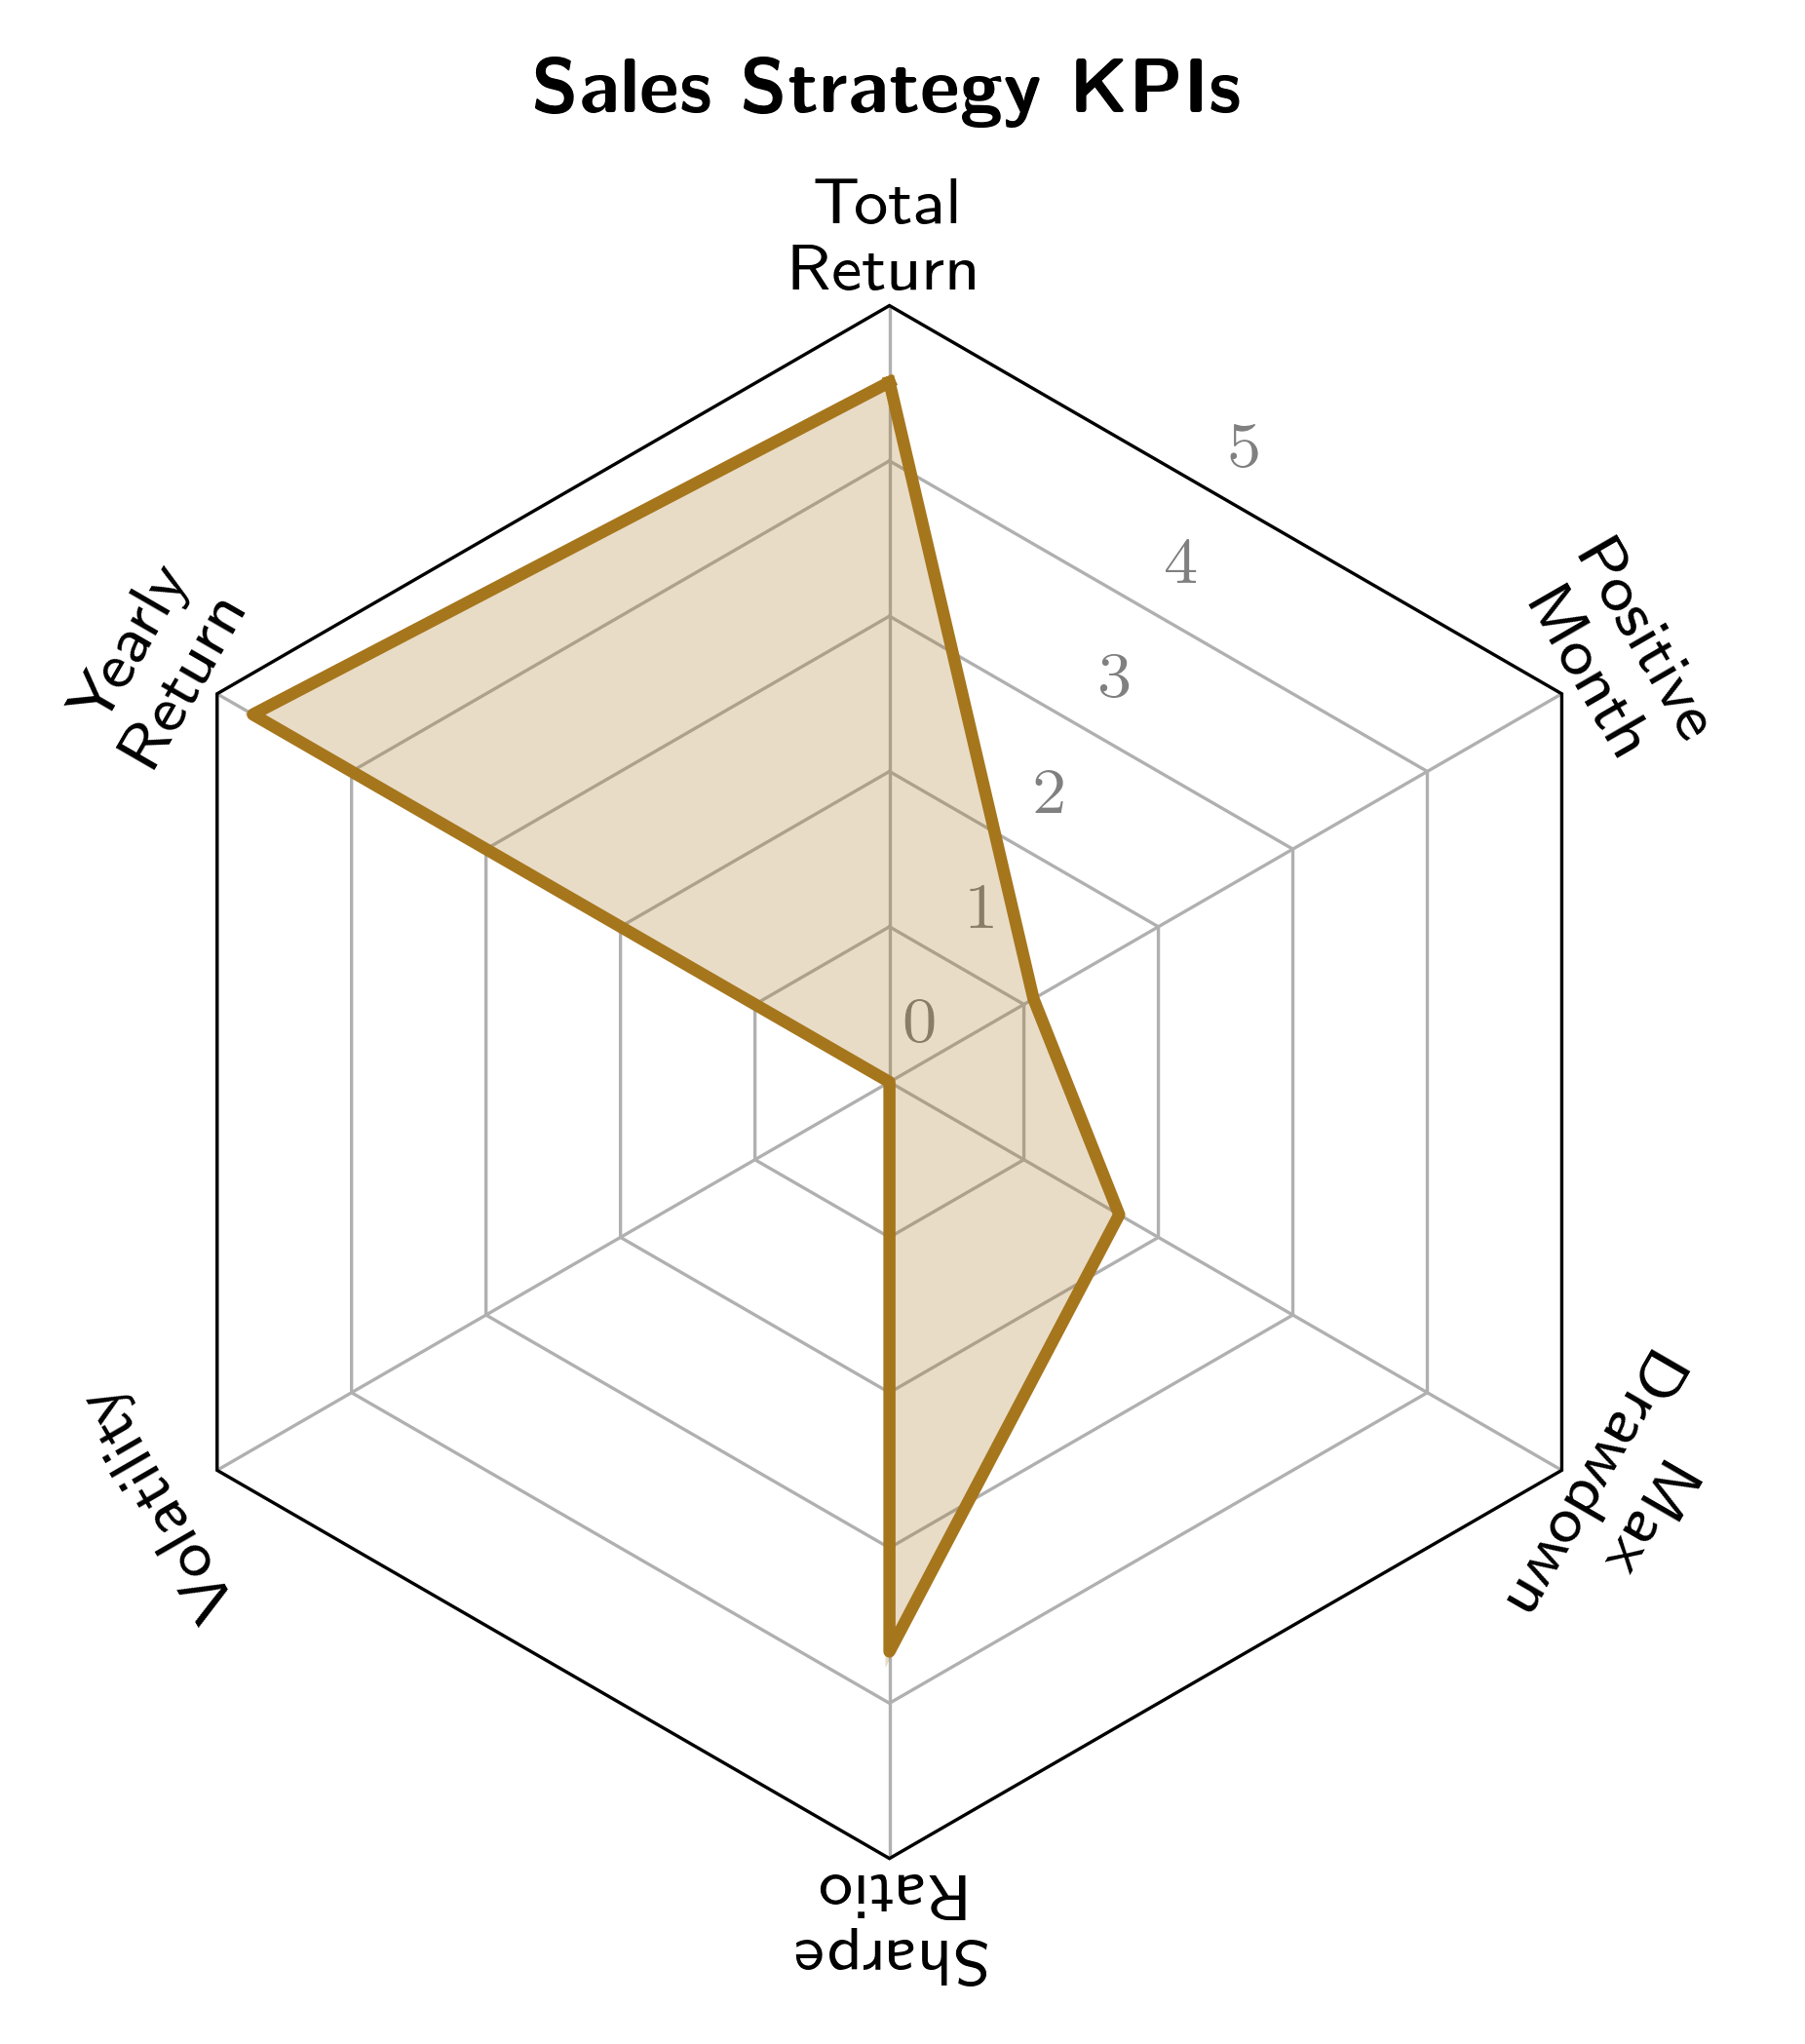 Sales Strategy KPIs
Total
Return
5
4
3
2
1
0
Positive
Month
Yearly
Return
Max
Drawdown
Volatility
Sharpe
Ratio